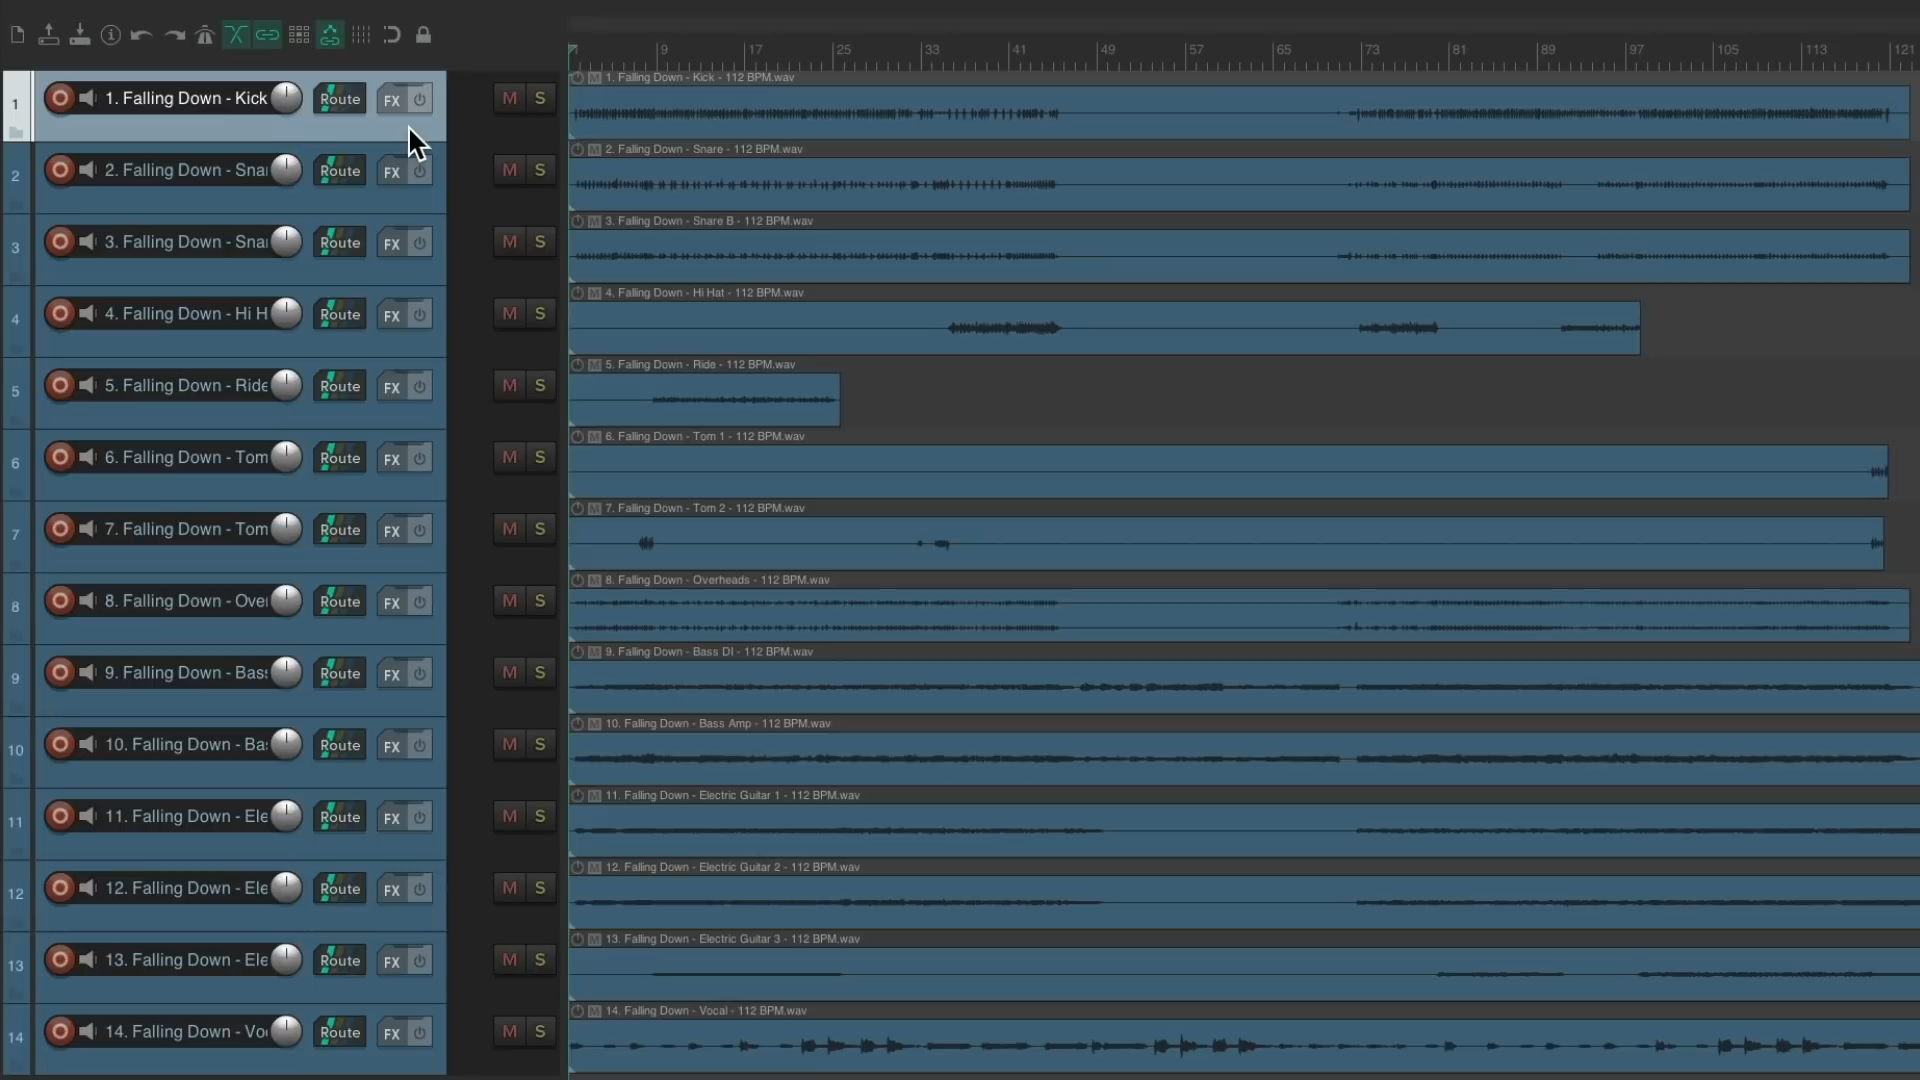 9 17 25 33 41 49 57 65 73 81 89 97 105 113 121
1 1. Falling Down - Kick Route FX M S
M 1. Falling Down - Kick - 112 BPM.wav
2 2. Falling Down - Sna Route FX M S
M 2. Falling Down - Snare - 112 BPM.wav
3 3. Falling Down - Sna Route FX M S
M 3. Falling Down - Snare B - 112 BPM.wav
4 4. Falling Down - Hi H Route FX M S
M 4. Falling Down - Hi Hat - 112 BPM.wav
5 5. Falling Down - Ride Route FX M S
M 5. Falling Down - Ride - 112 BPM.wav
6 6. Falling Down - Tom Route FX M S
M 6. Falling Down - Tom 1 - 112 BPM.wav
7 7. Falling Down - Tom Route FX M S
M 7. Falling Down - Tom 2 - 112 BPM.wav
8 8. Falling Down - Ove Route FX M S
M 8. Falling Down - Overheads - 112 BPM.wav
9 9. Falling Down - Bas Route FX M S
M 9. Falling Down - Bass DI - 112 BPM.wav
10 10. Falling Down - Ba Route FX M S
M 10. Falling Down - Bass Amp - 112 BPM.wav
11 11. Falling Down - Ele Route FX M S
M 11. Falling Down - Electric Guitar 1 - 112 BPM.wav
12 12. Falling Down - Ele Route FX M S
M 12. Falling Down - Electric Guitar 2 - 112 BPM.wav
13 13. Falling Down - Ele Route FX M S
M 13. Falling Down - Electric Guitar 3 - 112 BPM.wav
14 14. Falling Down - Vo Route FX M S
M 14. Falling Down - Vocal - 112 BPM.wav